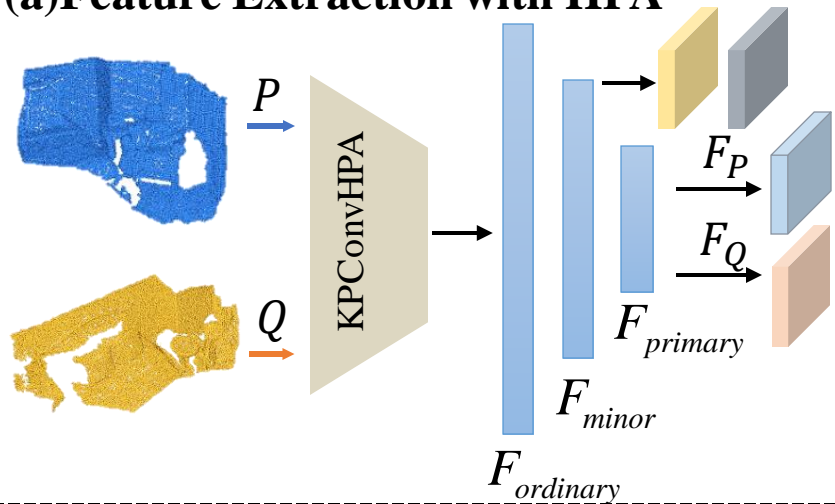 (a)Feature Extraction with HPA
P
Q
KPConvHPA
F_P
F_Q
F_primary
F_minor
F_ordinary